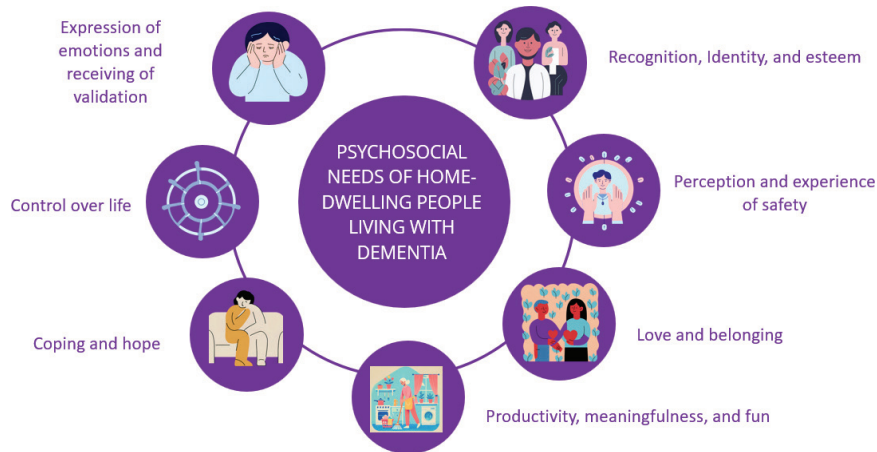 Expression of
emotions and
receiving of
validation
Recognition, Identity, and esteem
PSYCHOSOCIAL
NEEDS OF HOME-
DWELLING PEOPLE
LIVING WITH
DEMENTIA
Control over life
Perception and experience
of safety
Coping and hope
Love and belonging
Productivity, meaningfulness, and fun